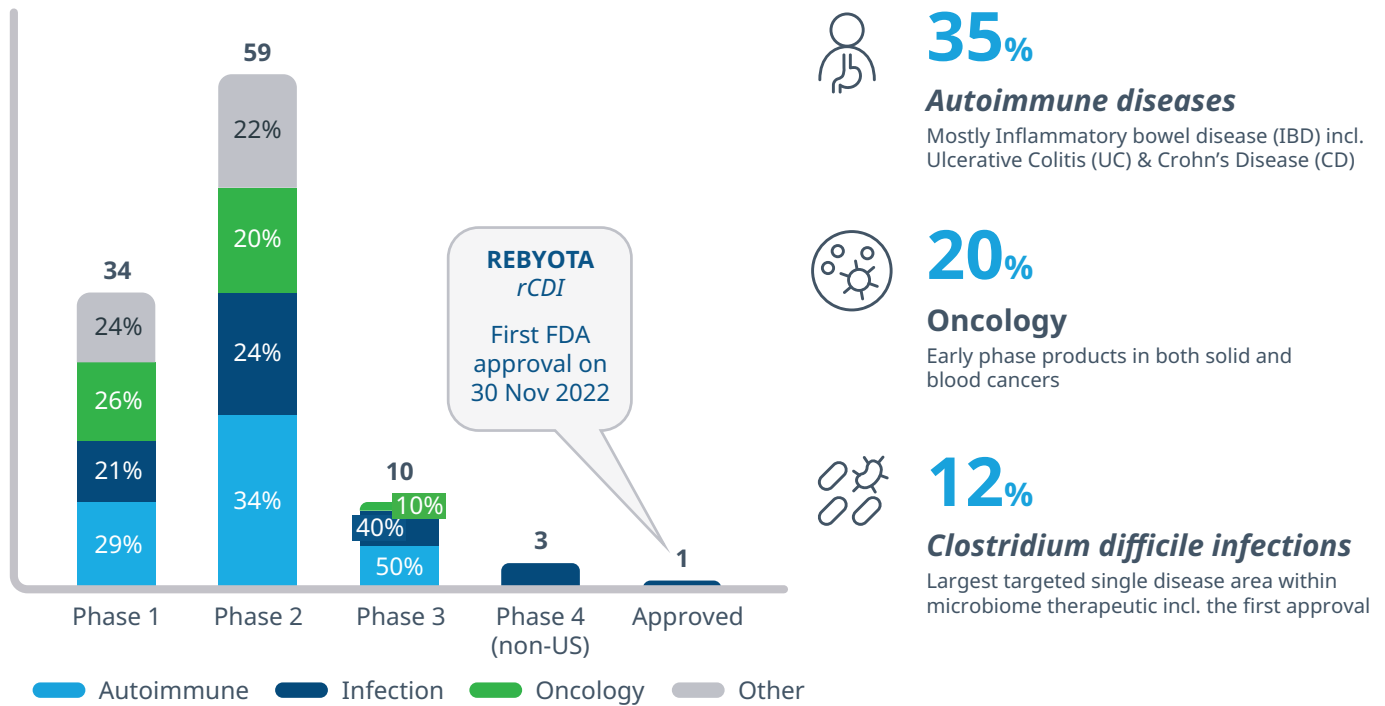 59
22%
20%
24%
34%
34
24%
26%
21%
29%
REBYOTA
rCDI
First FDA
approval on
30 Nov 2022
10
10%
40%
50%
3
1
Phase 1
Phase 2
Phase 3
Phase 4
(non-US)
Approved
Autoimmune
Infection
Oncology
Other
35%
Autoimmune diseases
Mostly Inflammatory bowel disease (IBD) incl.
Ulcerative Colitis (UC) & Crohn’s Disease (CD)
20%
Oncology
Early phase products in both solid and
blood cancers
12%
Clostridium difficile infections
Largest targeted single disease area within
microbiome therapeutic incl. the first approval